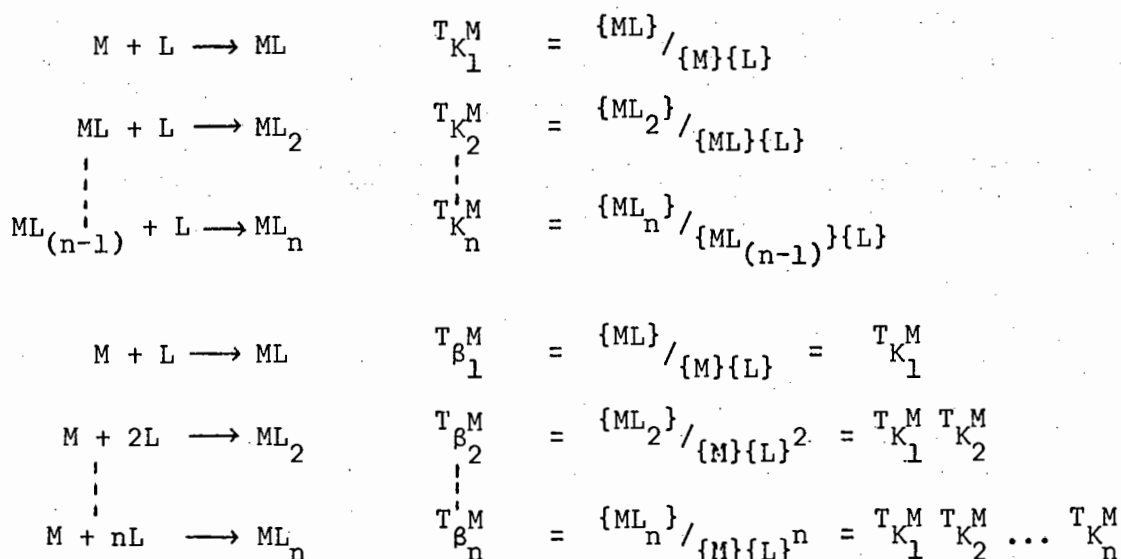 M + L ⟶ ML    ᵀK₁ᴹ = {ML}/{M}{L}
ML + L ⟶ ML₂    ᵀK₂ᴹ = {ML₂}/{ML}{L}
ML₍ₙ₋₁₎ + L ⟶ MLₙ    ᵀKₙᴹ = {MLₙ}/{ML₍ₙ₋₁₎}{L}
M + L ⟶ ML    ᵀβ₁ᴹ = {ML}/{M}{L} = ᵀK₁ᴹ
M + 2L ⟶ ML₂    ᵀβ₂ᴹ = {ML₂}/{M}{L}² = ᵀK₁ᴹ ᵀK₂ᴹ
M + nL ⟶ MLₙ    ᵀβₙᴹ = {MLₙ}/{M}{L}ⁿ = ᵀK₁ᴹ ᵀK₂ᴹ ... ᵀKₙᴹ